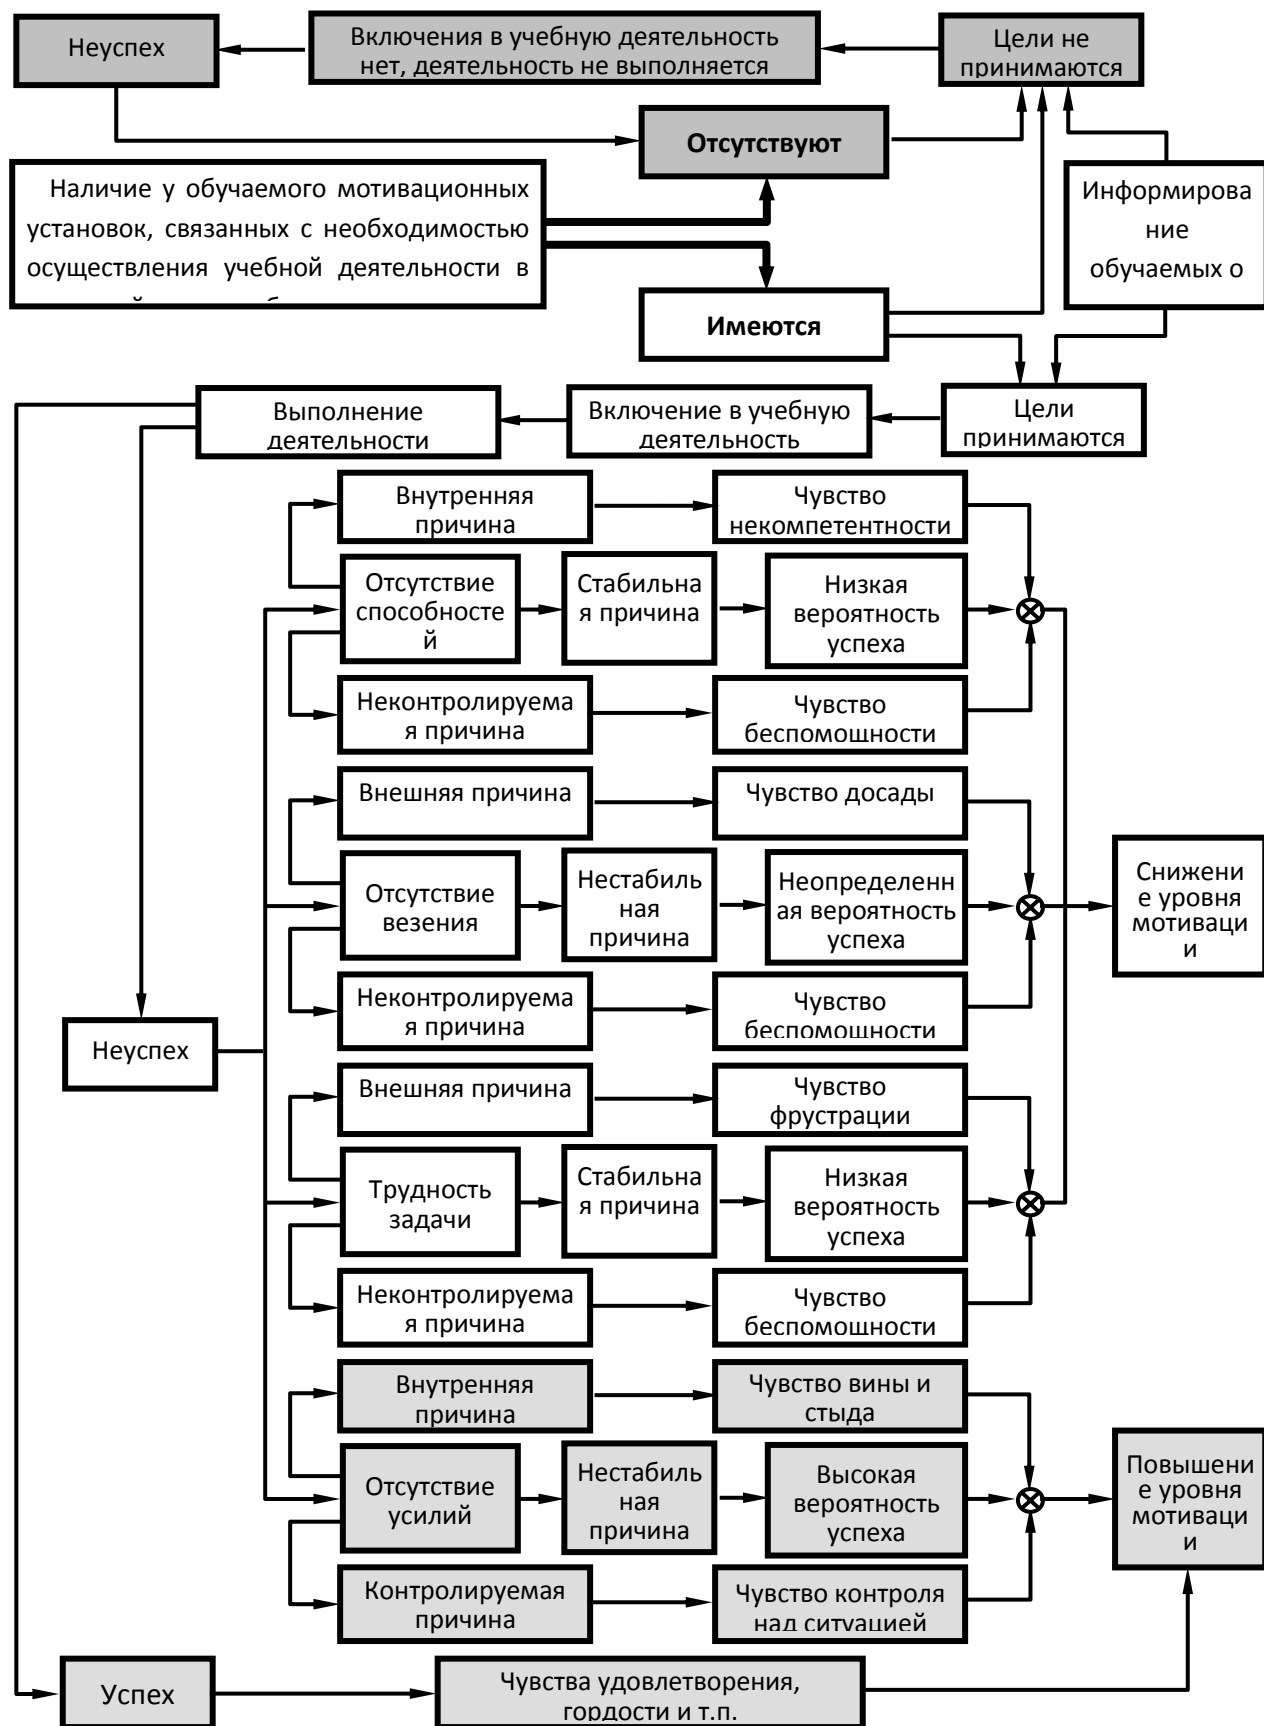 Неуспех
Включения в учебную деятельность
нет, деятельность не выполняется
Цели не
принимаются
Отсутствуют
Наличие у обучаемого мотивационных
установок, связанных с необходимостью
осуществления учебной деятельности в
Информирова
ние
обучаемых о
Имеются
Выполнение
деятельности
Включение в учебную
деятельность
Цели
принимаются
Внутренняя
причина
Чувство
некомпетентности
Отсутствие
способносте
й
Стабильна
я причина
Низкая
вероятность
успеха
Неконтролируема
я причина
Чувство
беспомощности
Внешняя причина
Чувство досады
Отсутствие
везения
Нестабиль
ная
причина
Неопределенн
ая вероятность
успеха
Снижени
е уровня
мотиваци
и
Неконтролируема
я причина
Чувство
беспомощности
Неуспех
Внешняя причина
Чувство
фрустрации
Трудность
задачи
Стабильна
я причина
Низкая
вероятность
успеха
Неконтролируема
я причина
Чувство
беспомощности
Внутренняя
причина
Чувство вины и
стыда
Отсутствие
усилий
Нестабиль
ная
причина
Высокая
вероятность
успеха
Повышени
е уровня
мотиваци
и
Контролируемая
причина
Чувство контроля
над ситуацией
Успех
Чувства удовлетворения,
гордости и т.п.